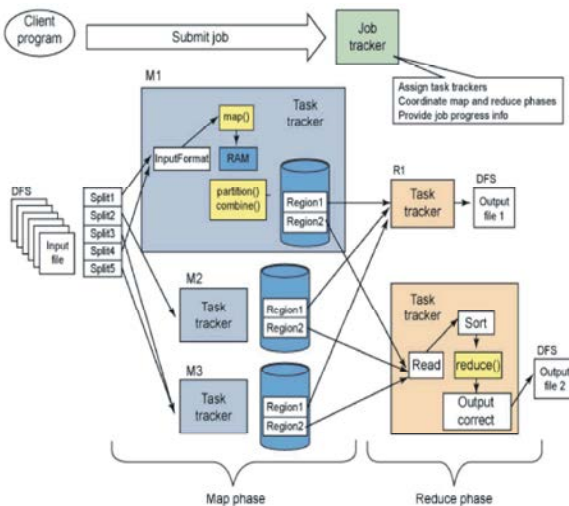 Client
program
Submit job
Job
tracker
Assign task trackers
Coordinate map and reduce phases
Provide job progress info
M1
Task
tracker
map()
InputFormat
RAM
partition()
combine()
Region1
Region2
DFS
Input
file
Split1
Split2
Split3
Split4
Split5
M2
Task
tracker
Region1
Region2
M3
Task
tracker
Region1
Region2
R1
Task
tracker
DFS
Output
file 1
Task
tracker
Sort
Read
reduce()
Output
correct
DFS
Output
file 2
Map phase
Reduce phase